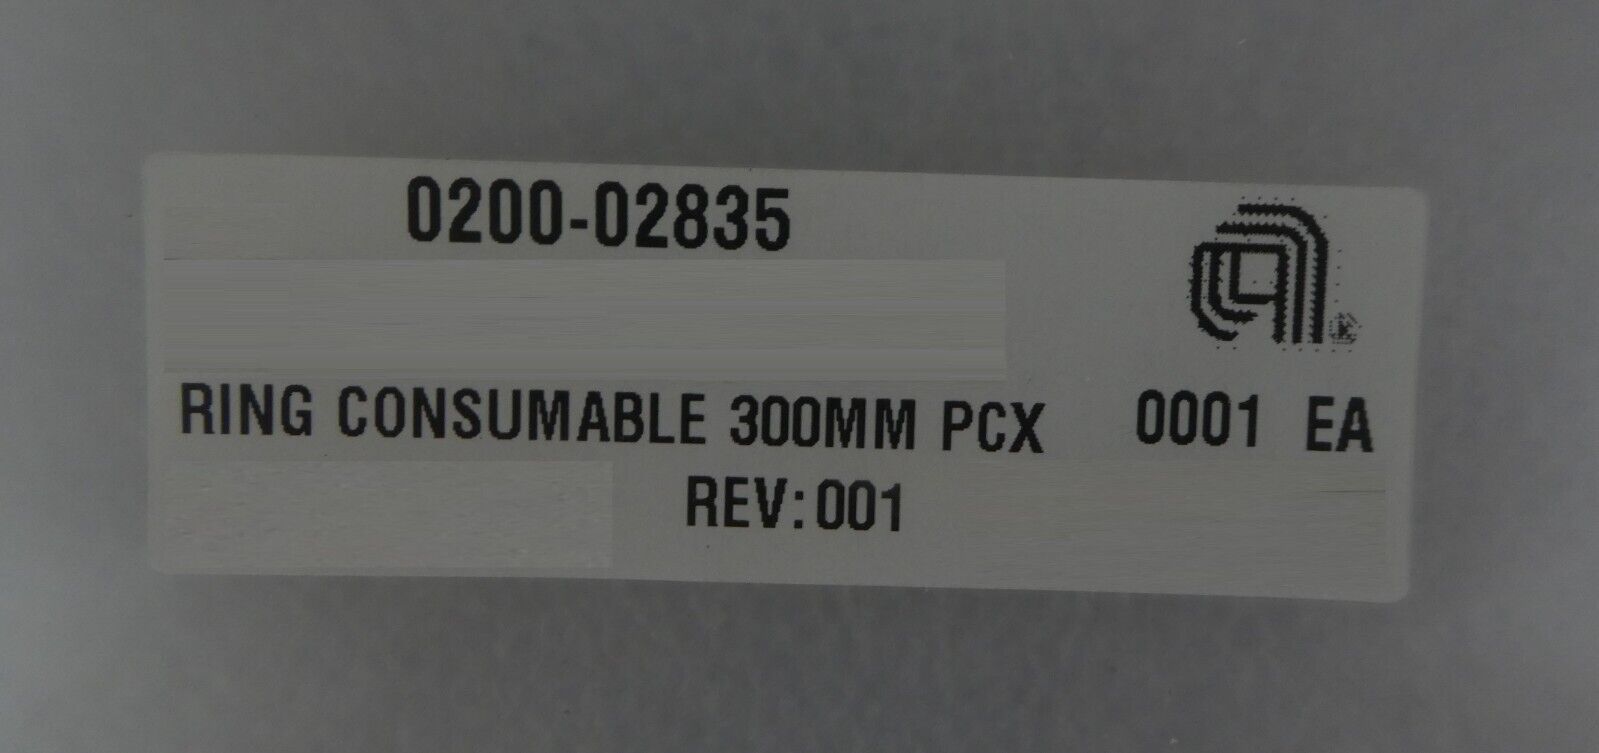 0200-02835
RING CONSUMABLE 300MM PCX 0001 EA
REV:001